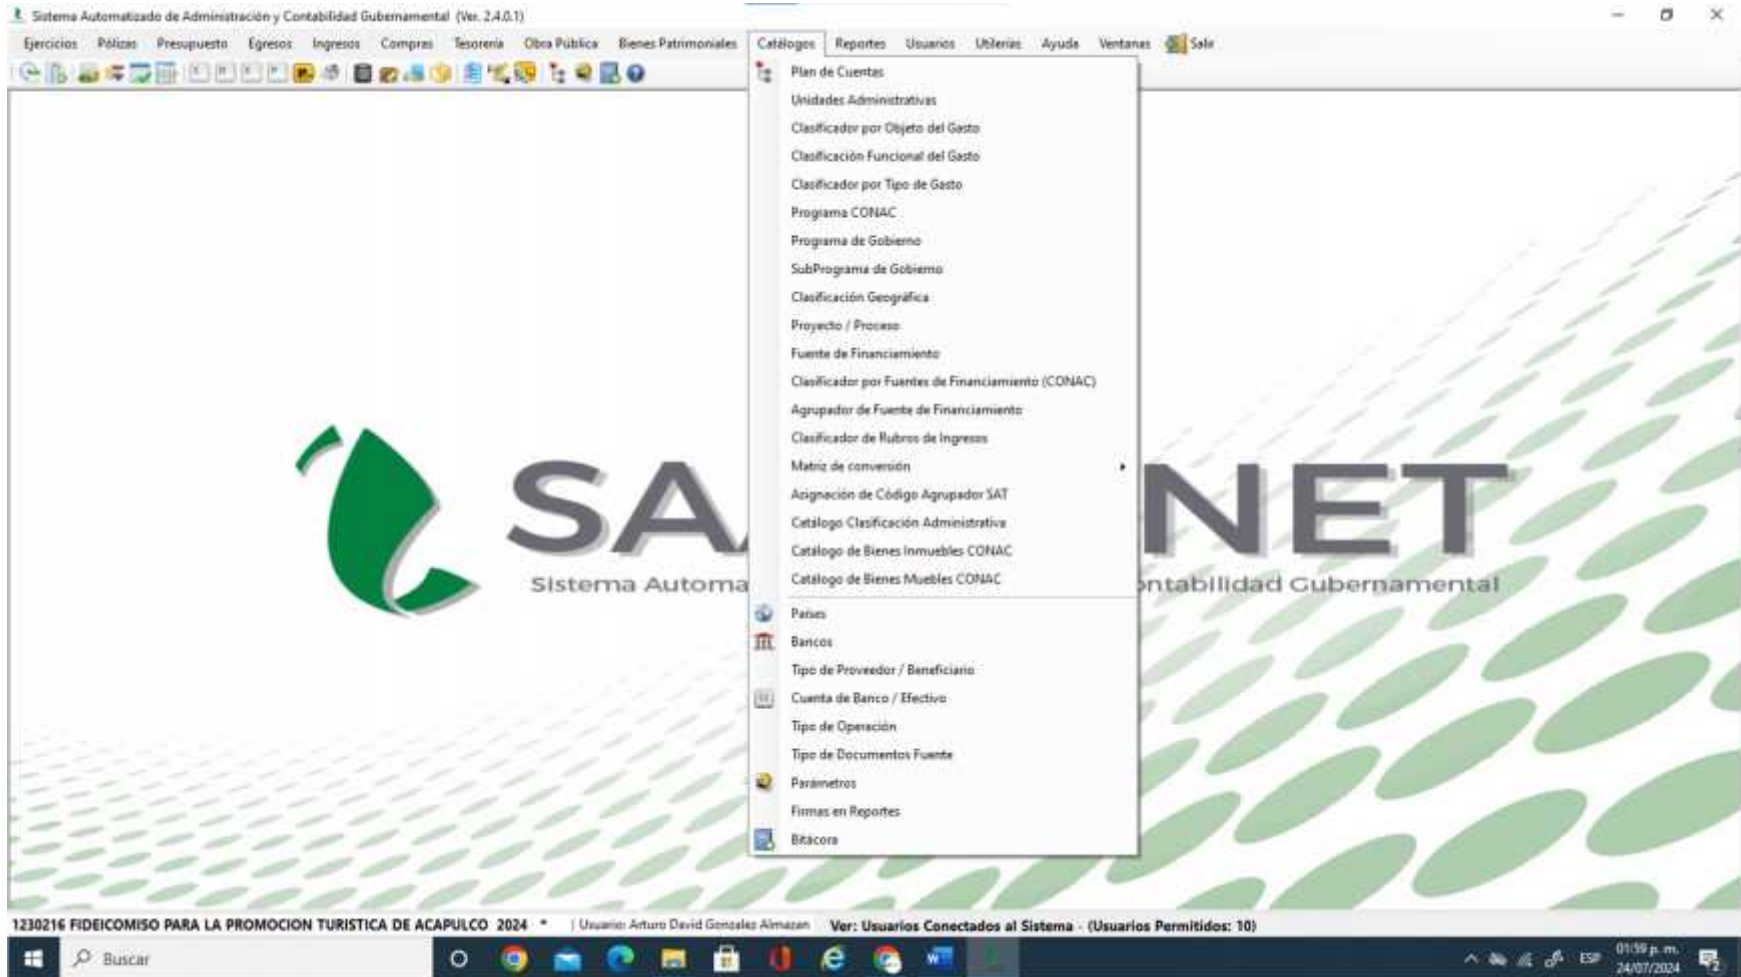 Sistema Automatizado de Administración y Contabilidad Gubernamental (Ver. 2.4.0.1)
Ejercicios Pólizas Presupuesto Egresos Ingresos Compras Tesorería Obra Pública Bienes Patrimoniales Catálogos Reportes Usuarios Utilerías Ayuda Ventanas Salir
Plan de Cuentas
Unidades Administrativas
Clasificador por Objeto del Gasto
Clasificación Funcional del Gasto
Clasificador por Tipo de Gasto
Programa CONAC
Programa de Gobierno
SubPrograma de Gobierno
Clasificación Geográfica
Proyecto / Proceso
Fuente de Financiamiento
Clasificador por Fuentes de Financiamiento (CONAC)
Agrupador de Fuente de Financiamiento
Clasificador de Rubros de Ingresos
Matriz de conversión
Asignación de Código Agrupador SAT
Catálogo Clasificación Administrativa
Catálogo de Bienes Inmuebles CONAC
Catálogo de Bienes Muebles CONAC
Países
Bancos
Tipo de Proveedor / Beneficiario
Cuenta de Banco / Efectivo
Tipo de Operación
Tipo de Documentos Fuente
Parámetros
Firmas en Reportes
Bitácora
SA NET
Sistema Automa ontabilidad Gubernamental
1230216 FIDEICOMISO PARA LA PROMOCION TURISTICA DE ACAPULCO 2024 * | Usuario: Arturo David Gonzalez Almazan Ver: Usuarios Conectados al Sistema - (Usuarios Permitidos: 10)
Buscar ESP 01:59 p. m.
24/07/2024